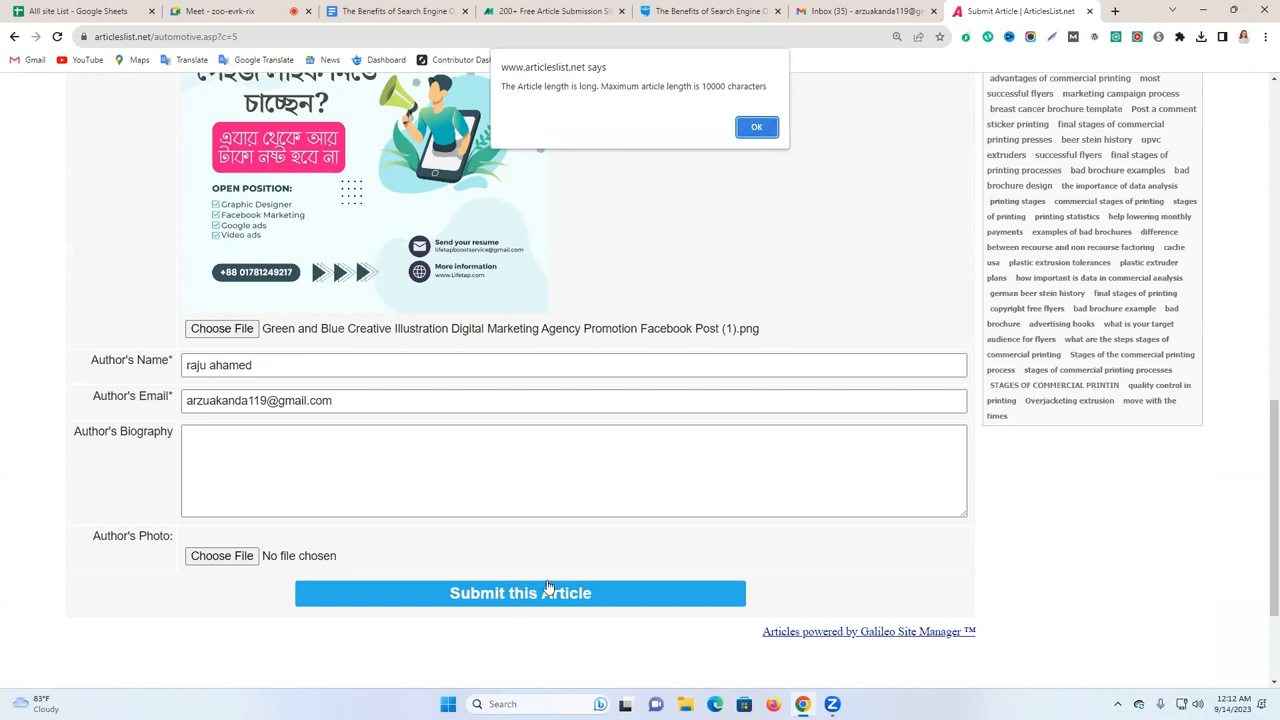 All site List - Google Sheets
Meet - zoo-evrk-rix
The Benefits of Search Engine O
200+ Free Article Submission Si
The Benefits of Search Engine O
Inbox (35) - arzuakanda119@gm
Submit Article | ArticlesList.net
articleslist.net/automotive.asp?c=5
Gmail
YouTube
Maps
Translate
Google Translate
News
Dashboard
Contributor Dash
www.articleslist.net says
The Article length is long. Maximum article length is 10000 characters
OK
চাচ্ছেন?
এবার থেকে আর
টাকা নষ্ট হবে না
OPEN POSITION:
Graphic Designer
Facebook Marketing
Google ads
Video ads
Send your resume
lifetapboostservice@gmail.com
More information
www.Lifetap.com
+88 01781249217
Choose File Green and Blue Creative Illustration Digital Marketing Agency Promotion Facebook Post (1).png
Author's Name* raju ahamed
Author's Email* arzuakanda119@gmail.com
Author's Biography
Author's Photo:
Choose File No file chosen
Submit this Article
Articles powered by Galileo Site Manager ™
advantages of commercial printing most
successful flyers marketing campaign process
breast cancer brochure template Post a comment
sticker printing final stages of commercial
printing presses beer stein history upvc
extruders successful flyers final stages of
printing processes bad brochure examples bad
brochure design the importance of data analysis
printing stages commercial stages of printing stages
of printing printing statistics help lowering monthly
payments examples of bad brochures difference
between recourse and non recourse factoring cache
usa plastic extrusion tolerances plastic extruder
plans how important is data in commercial analysis
german beer stein history final stages of printing
copyright free flyers bad brochure example bad
brochure advertising hooks what is your target
audience for flyers what are the steps stages of
commercial printing Stages of the commercial printing
process stages of commercial printing processes
STAGES OF COMMERCIAL PRINTIN quality control in
printing Overjacketing extrusion move with the
times
83°F
Cloudy
Search
12:12 AM
9/14/2023